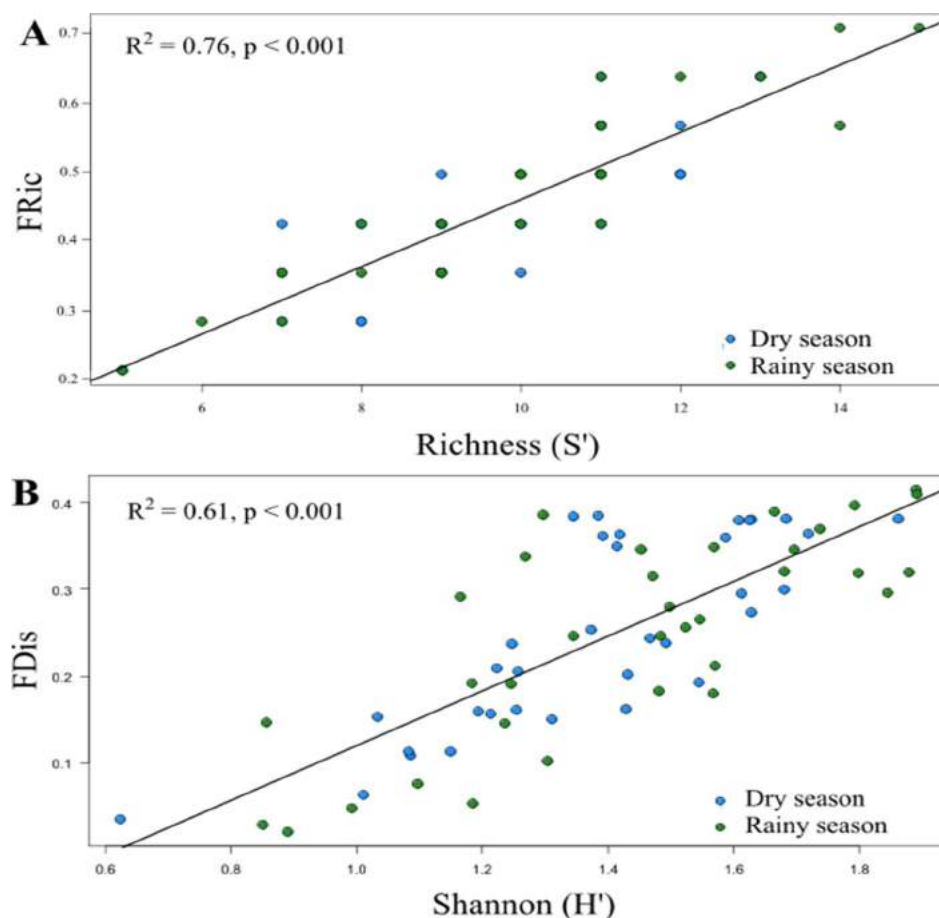 A
R² = 0.76, p < 0.001
0.7
0.6
0.5
0.4
0.3
0.2
FRic
Dry season
Rainy season
6 8 10 12 14
Richness (S')
B
R² = 0.61, p < 0.001
0.4
0.3
0.2
0.1
FDis
Dry season
Rainy season
0.6 0.8 1.0 1.2 1.4 1.6 1.8
Shannon (H')